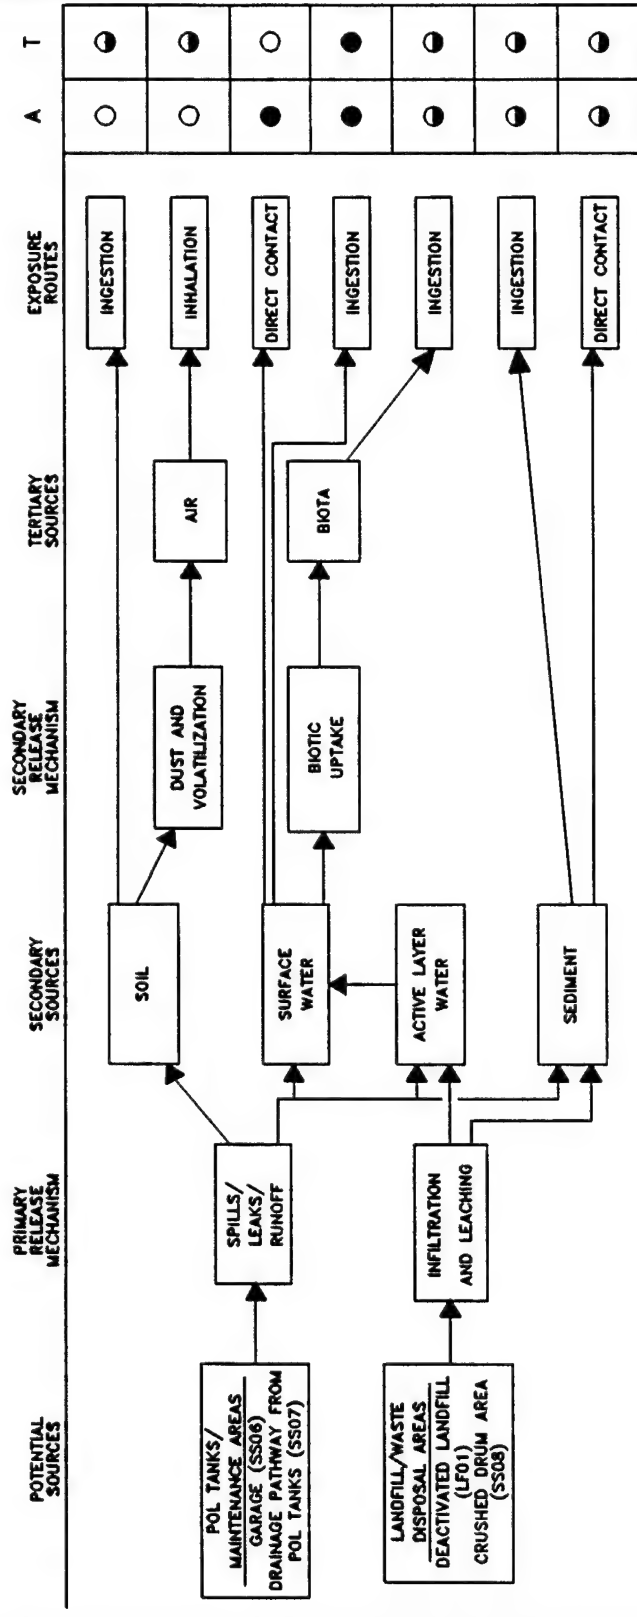 POTENTIAL
SOURCES
PRIMARY
RELEASE
MECHANISM
SECONDARY
SOURCES
SECONDARY
RELEASE
MECHANISM
TERTIARY
SOURCES
EXPOSURE
ROUTES
A
T
POL TANKS/
MAINTENANCE AREAS
GARAGE (SS06)
DRAINAGE PATHWAY FROM
POL TANKS (SS07)
LANDFILL/WASTE
DISPOSAL AREAS
DEACTIVATED LANDFILL
(LF01)
CRUSHED DRUM AREA
(SS08)
SPILLS/
LEAKS/
RUNOFF
INFILTRATION
AND LEACHING
SOIL
SURFACE
WATER
ACTIVE LAYER
WATER
SEDIMENT
DUST AND
VOLATILIZATION
BIOTIC
UPTAKE
AIR
BIOTA
INGESTION
INHALATION
DIRECT CONTACT
INGESTION
INGESTION
INGESTION
DIRECT CONTACT